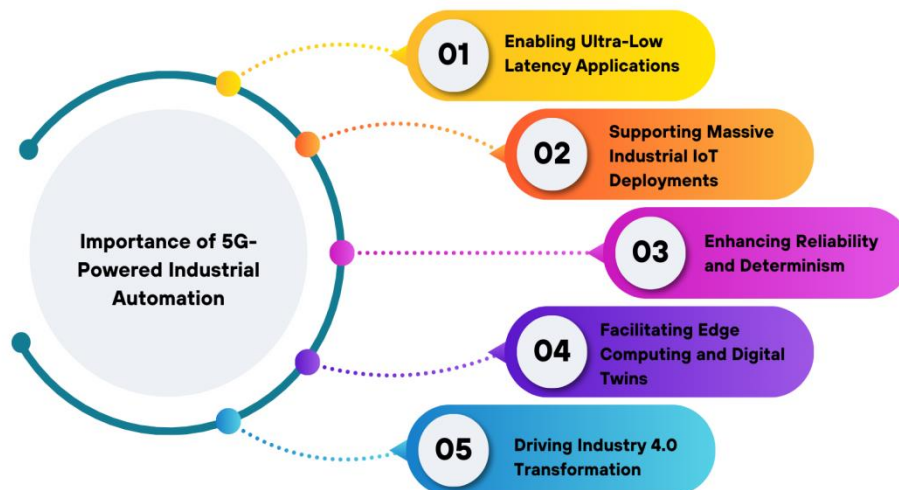 Importance of 5G-
Powered Industrial
Automation
01
Enabling Ultra-Low
Latency Applications
02
Supporting Massive
Industrial IoT
Deployments
03
Enhancing Reliability
and Determinism
04
Facilitating Edge
Computing and Digital
Twins
05
Driving Industry 4.0
Transformation